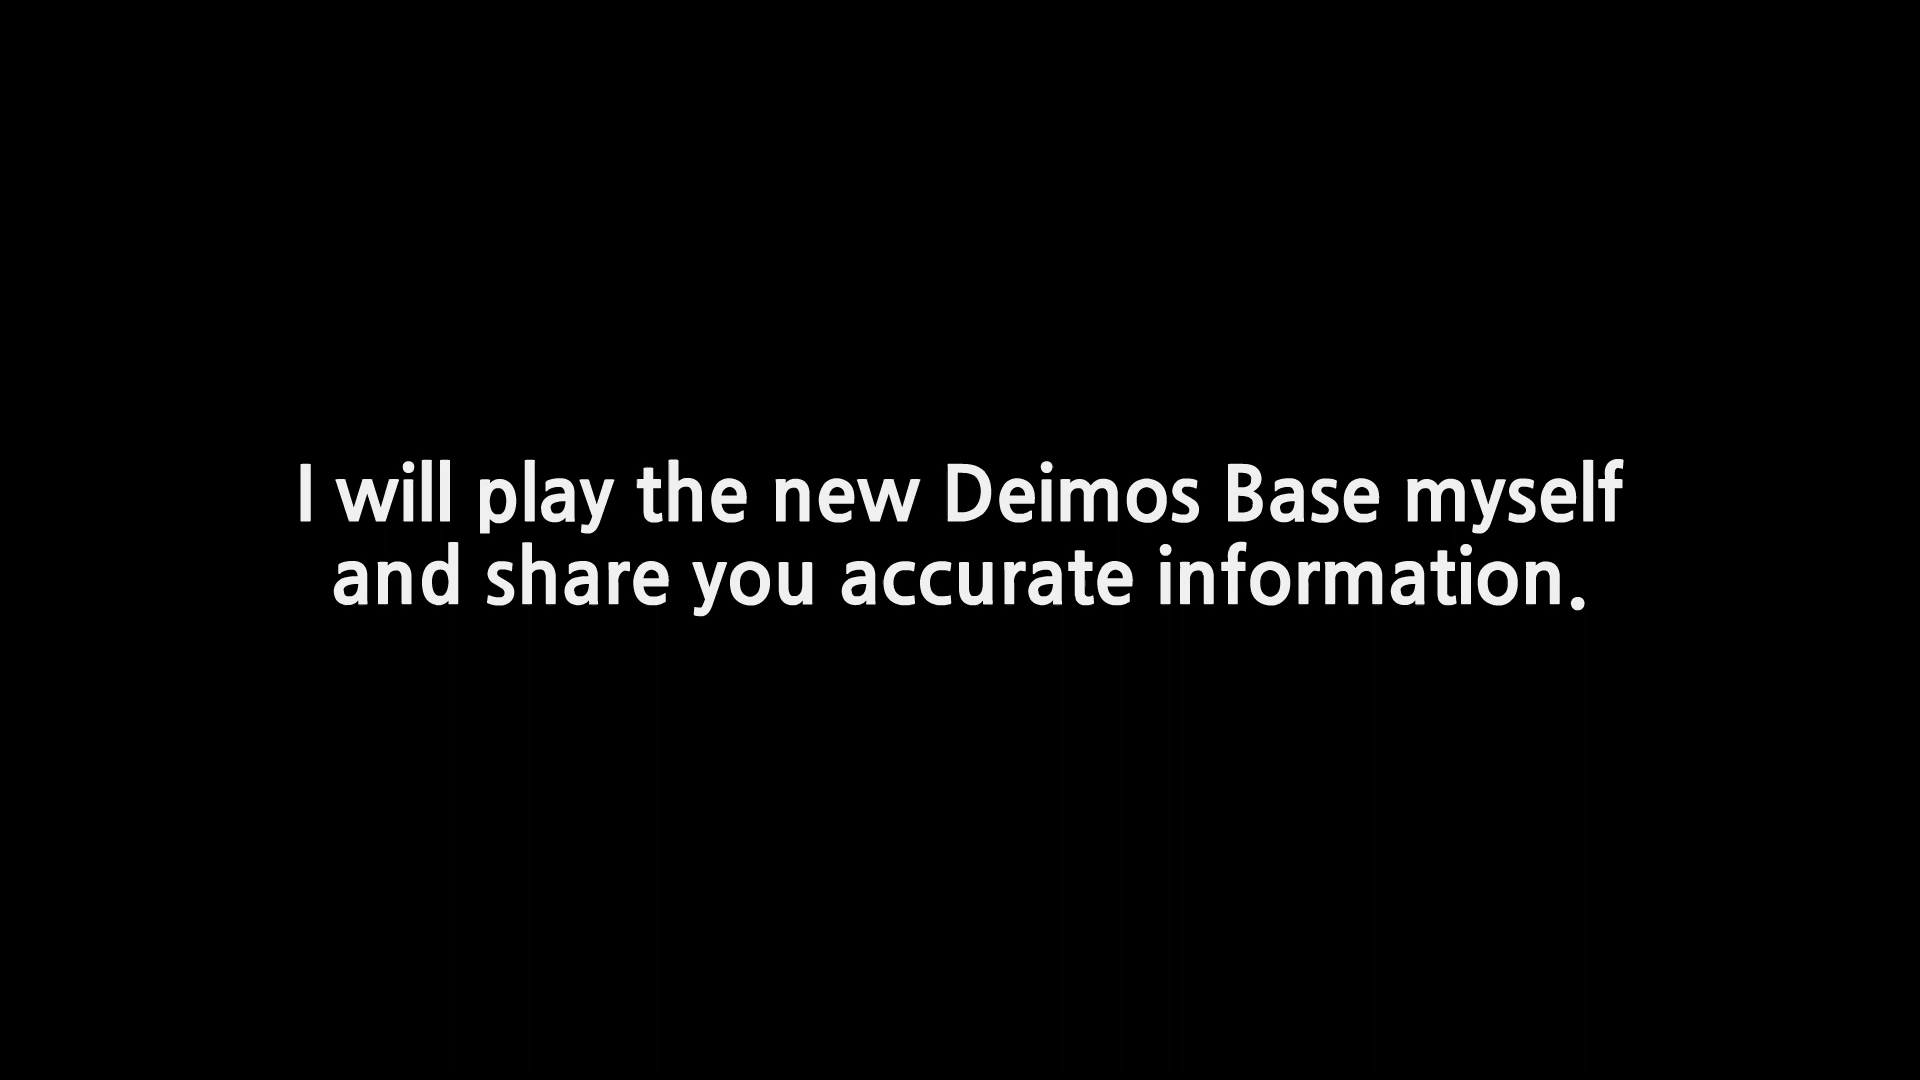 I will play the new Deimos Base myself
and share you accurate information.